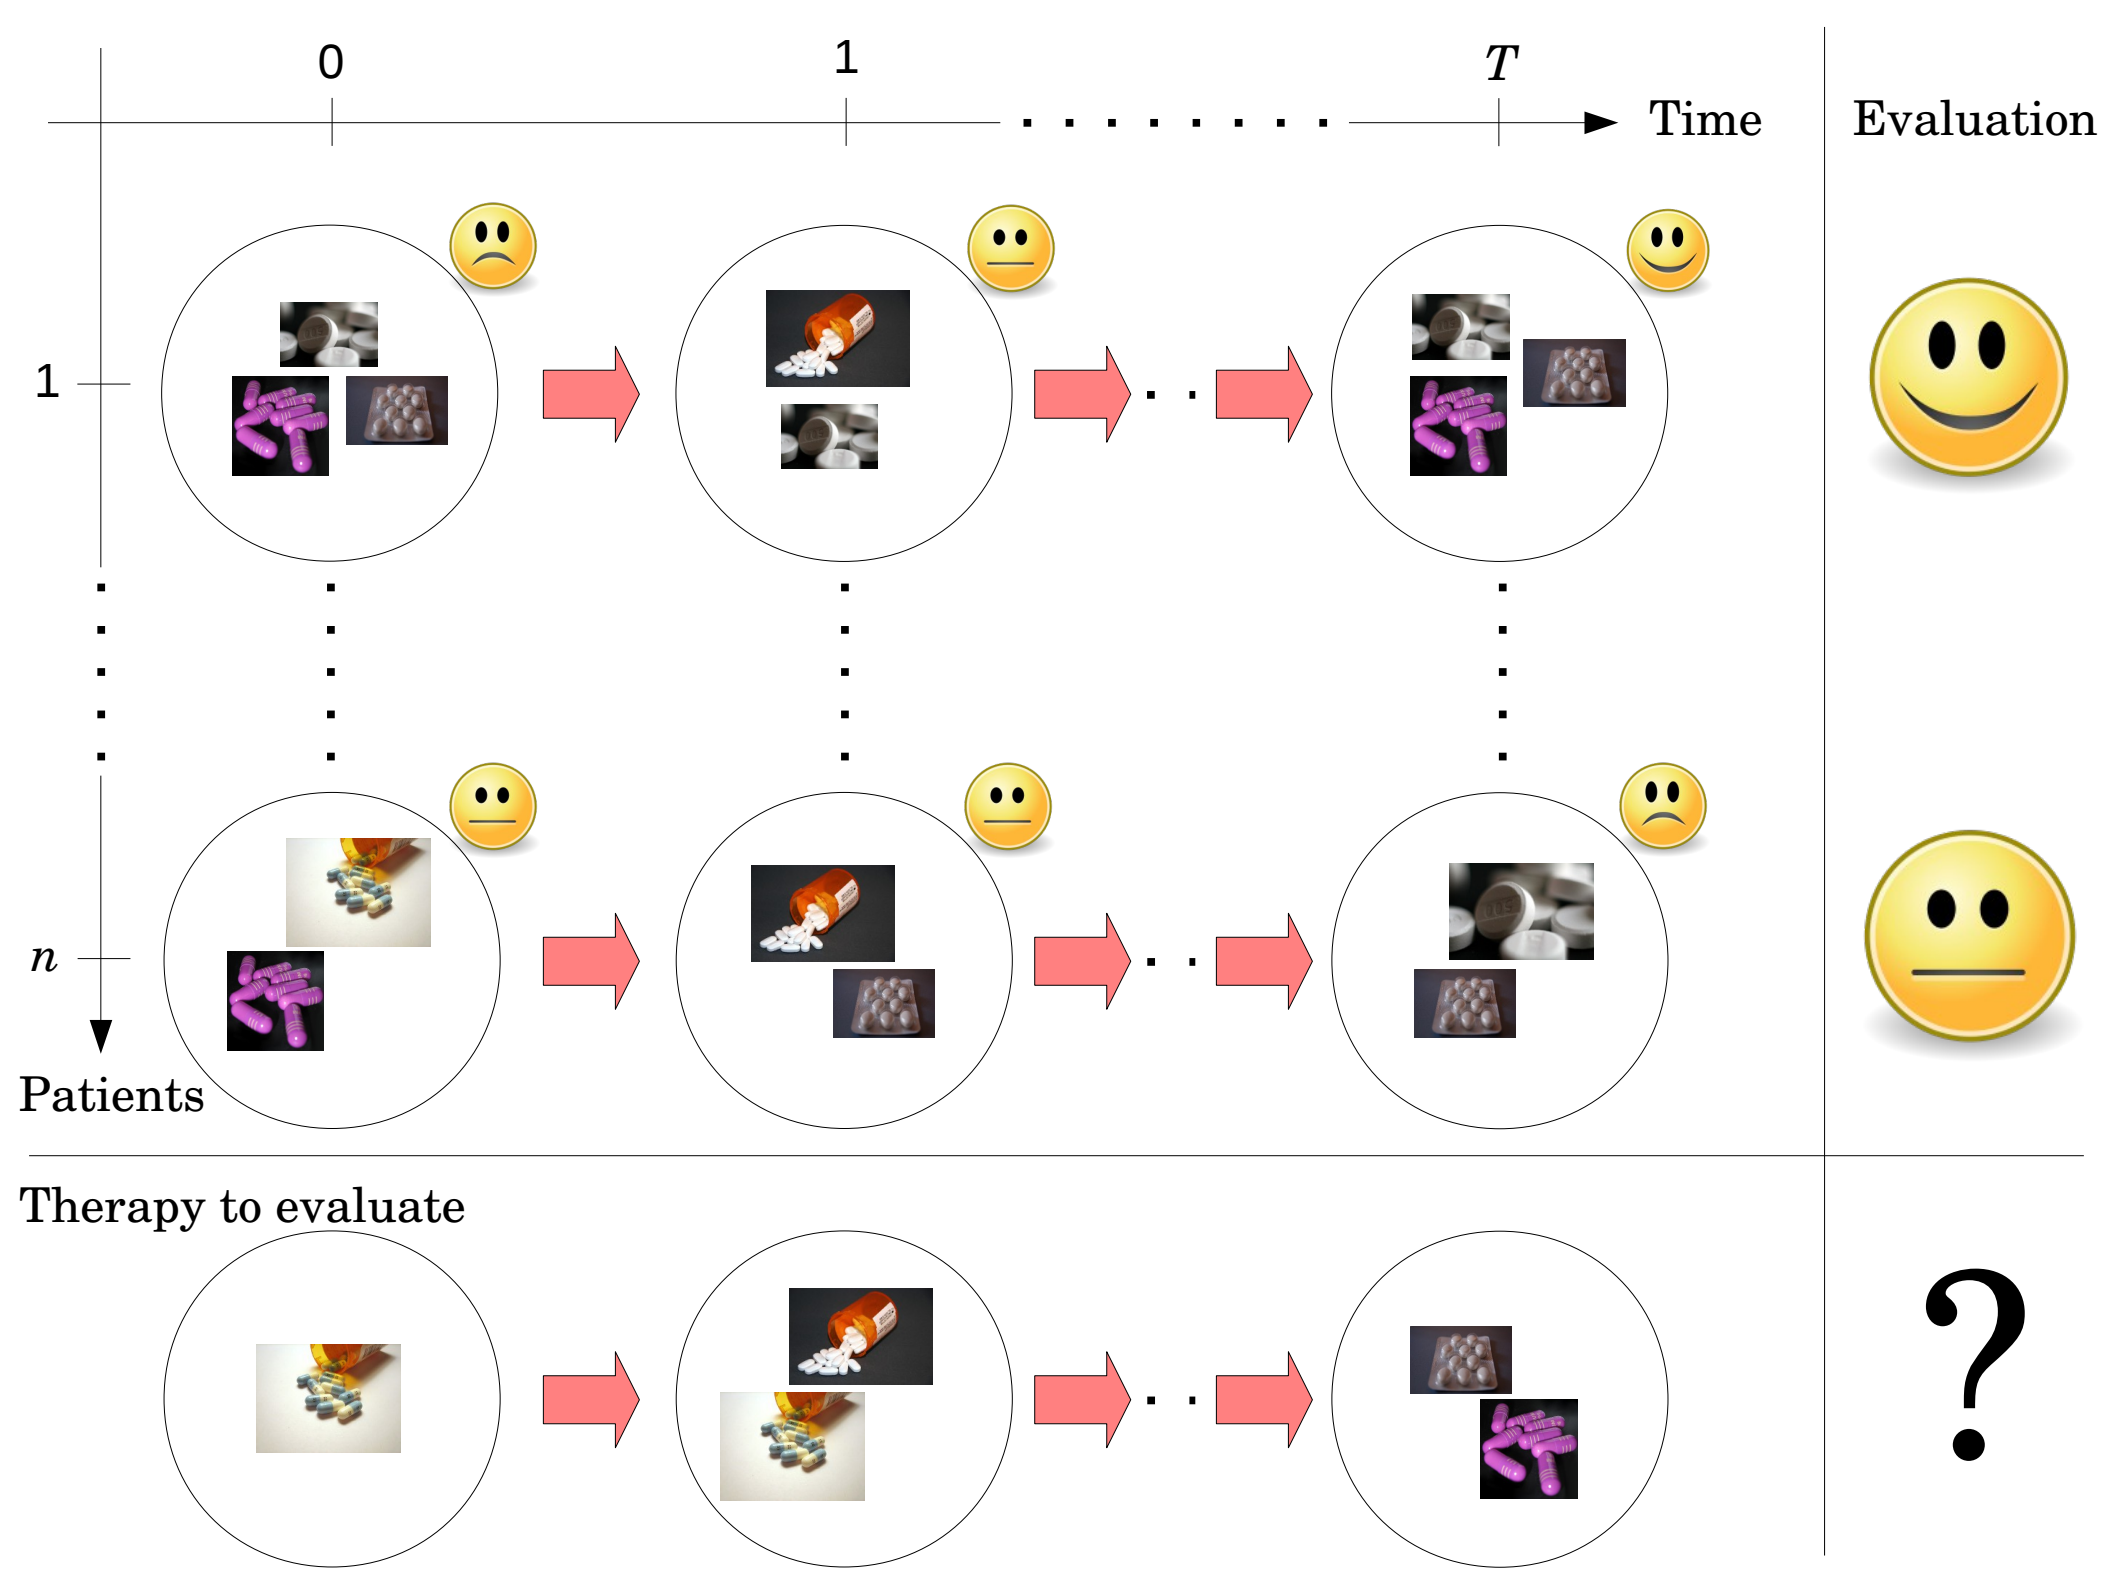 0 1 T
Time Evaluation
1
n
Patients
Therapy to evaluate
?